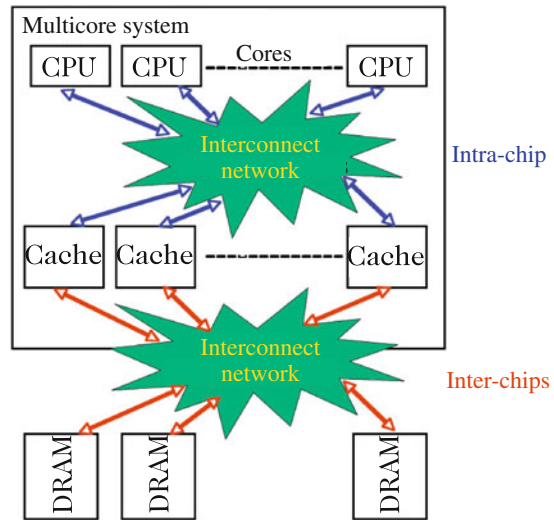 Multicore system
Cores
CPU CPU CPU
Interconnect
network
Intra-chip
Cache Cache Cache
Interconnect
network
Inter-chips
DRAM DRAM DRAM